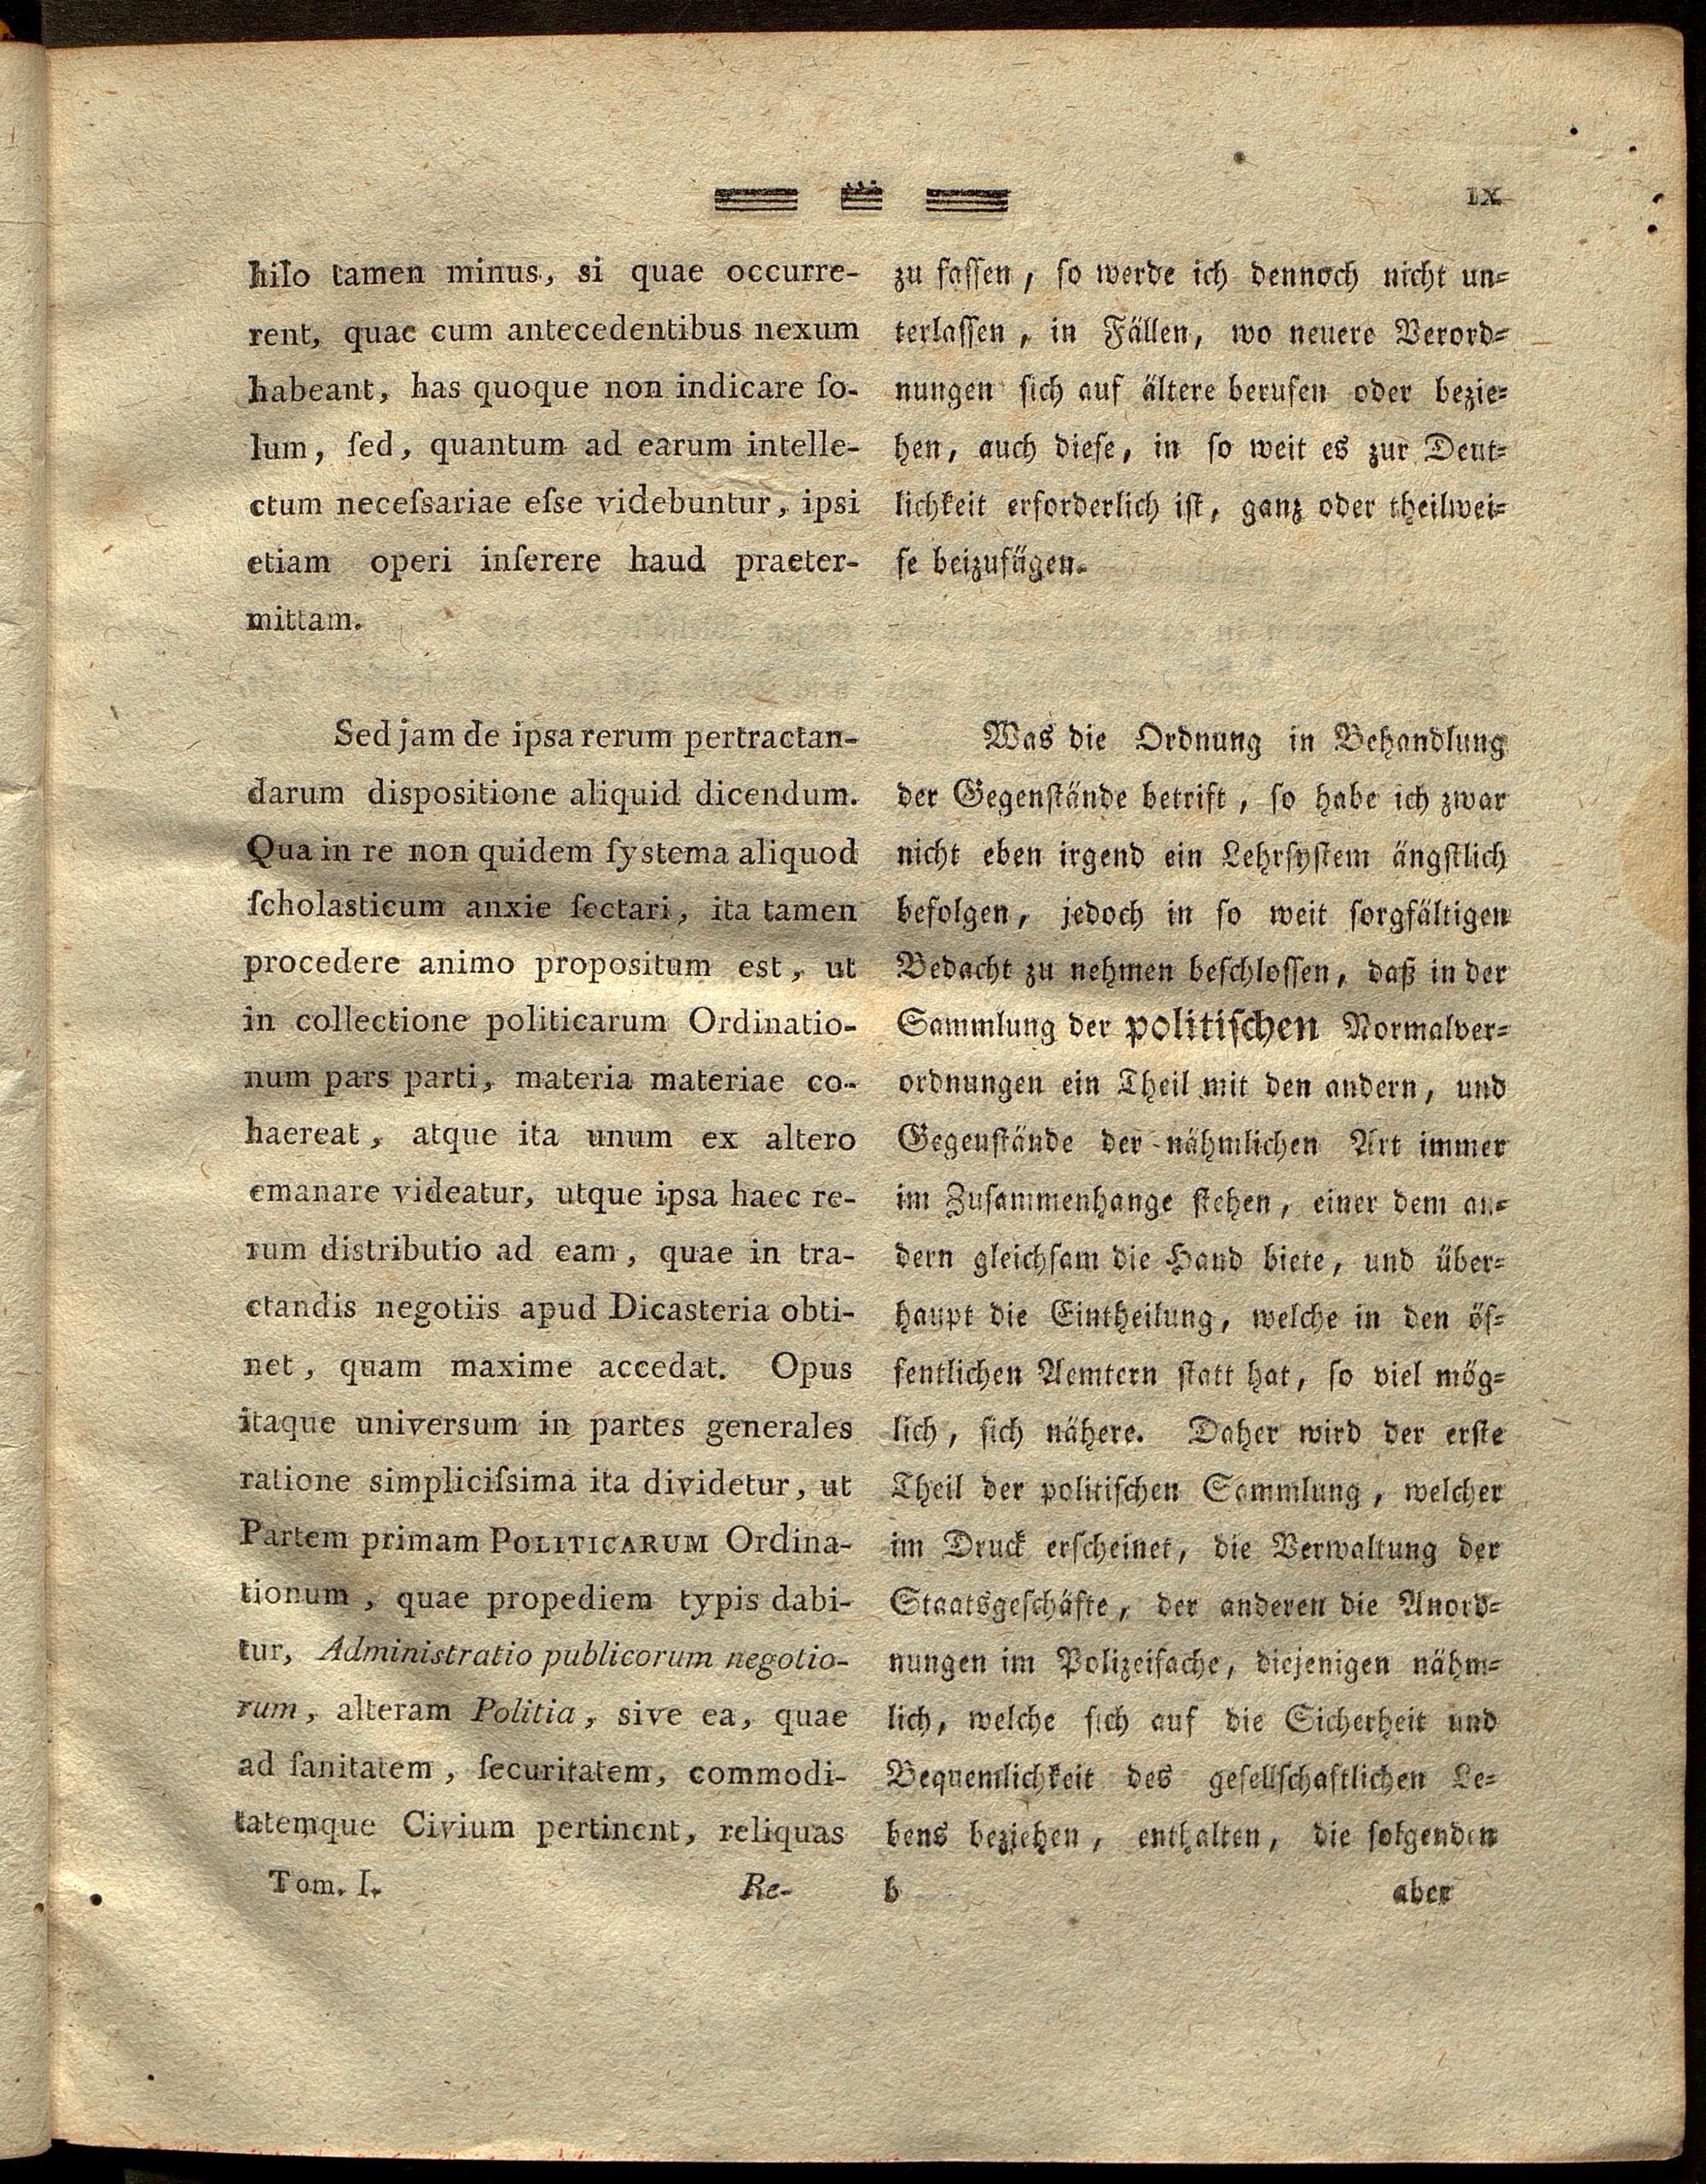 IX
hilo tamen minus, si quae occurre-
rent, quae cum antecedentibus nexum
habeant, has quoque non indicare ſo-
lum, ſed, quantum ad earum intelle-
ctum neceſsariae eſse videbuntur, ipsi
etiam operi inſerere haud praeter-
mittam.
Sed jam de ipsa rerum pertractan-
darum dispositione aliquid dicendum.
Qua in re non quidem ſystema aliquod
ſcholasticum anxie ſectari, ita tamen
procedere animo propositum est, ut
in collectione politicarum Ordinatio-
num pars parti, materia materiae co-
haereat, atque ita unum ex altero
emanare videatur, utque ipsa haec re-
rum distributio ad eam, quae in tra-
ctandis negotiis apud Dicasteria obti-
net, quam maxime accedat. Opus
itaque universum in partes generales
ratione simpliciſsima ita dividetur, ut
Partem primam POLITICARUM Ordina-
tionum, quae propediem typis dabi-
tur, Administratio publicorum negotio-
rum, alteram Politia, sive ea, quae
ad ſanitatem, ſecuritatem, commodi-
tatemque Civium pertinent, reliquas
Tom. I.
Re-
zu faſſen, ſo werde ich dennoch nicht un-
terlaſſen, in Fällen, wo neuere Verord-
nungen ſich auf ältere berufen oder bezie-
hen, auch dieſe, in ſo weit es zur Deut-
lichkeit erforderlich iſt, ganz oder theilwei-
ſe beizufügen.
Was die Ordnung in Behandlung
der Gegenſtände betrift, ſo habe ich zwar
nicht eben irgend ein Lehrſyſtem ängſtlich
befolgen, jedoch in ſo weit ſorgfältigen
Bedacht zu nehmen beſchloſſen, daß in der
Sammlung der politiſchen Normalver-
ordnungen ein Theil mit den andern, und
Gegenſtände der nähmlichen Art immer
im Zuſammenhange ſtehen, einer dem an-
dern gleichſam die Hand biete, und über-
haupt die Eintheilung, welche in den öf-
fentlichen Aemtern ſtatt hat, ſo viel mög-
lich, ſich nähere. Daher wird der erſte
Theil der politiſchen Sammlung, welcher
im Druck erſcheinet, die Verwaltung der
Staatsgeſchäfte, der anderen die Anord-
nungen im Polizeifache, diejenigen nähm-
lich, welche ſich auf die Sicherheit und
Bequemlichkeit des geſellſchaftlichen Le-
bens beziehen, enthalten, die folgenden
b
aber